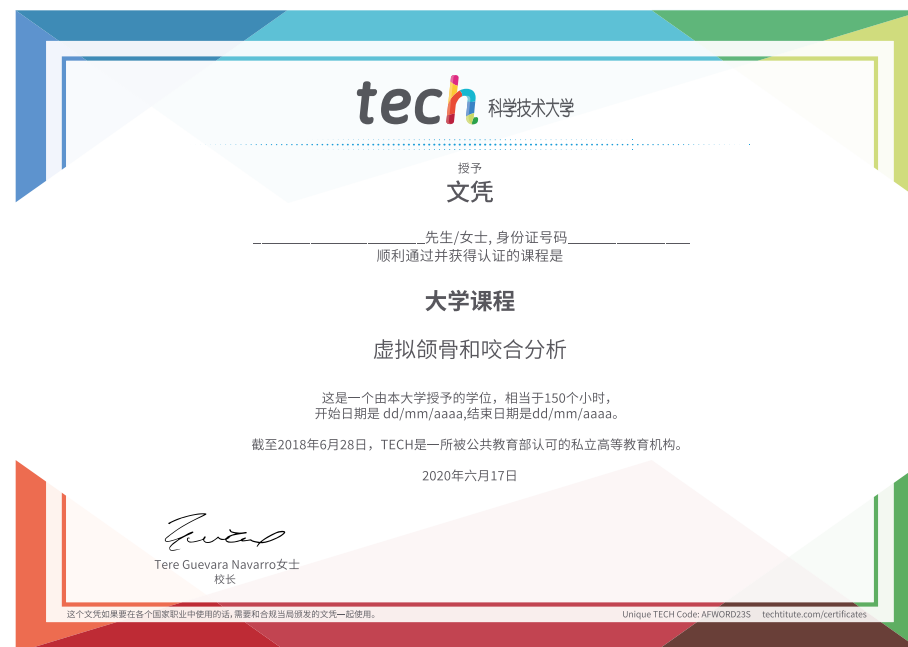 tech 科学技术大学
授予
文凭
先生/女士, 身份证号码
顺利通过并获得认证的课程是
大学课程
虚拟颌骨和咬合分析
这是一个由本大学授予的学位，相当于150个小时，
开始日期是 dd/mm/aaaa,结束日期是dd/mm/aaaa。
截至2018年6月28日，TECH是一所被公共教育部认可的私立高等教育机构。
2020年六月17日
Tere Guevara Navarro女士
校长
这个文凭如果要在各个国家职业中使用的话,需要和合规当局颁发的文凭一起使用。
Unique TECH Code: AFWORD23S techtitute.com/certificates